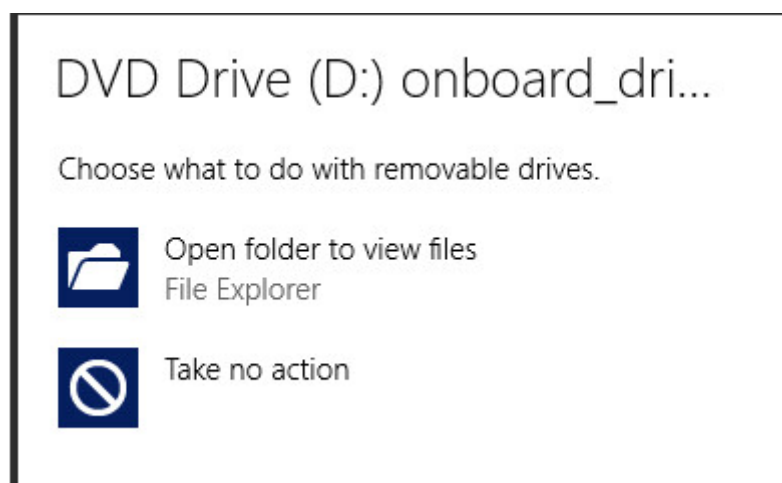 DVD Drive (D:) onboard_dri...
Choose what to do with removable drives.
Open folder to view files
File Explorer
Take no action